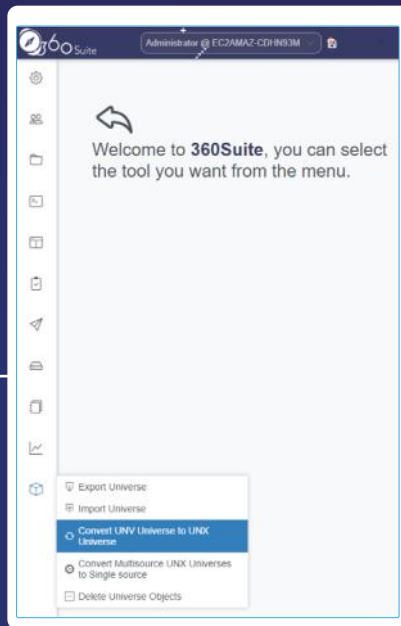 360Suite
Administrator @ EC2AMAZ-CDHN93M
Welcome to 360Suite, you can select
the tool you want from the menu.
Export Universe
Import Universe
Convert UNV Universe to UNX
Universe
Convert Multisource UNX Universes
to Single source
Delete Universe Objects